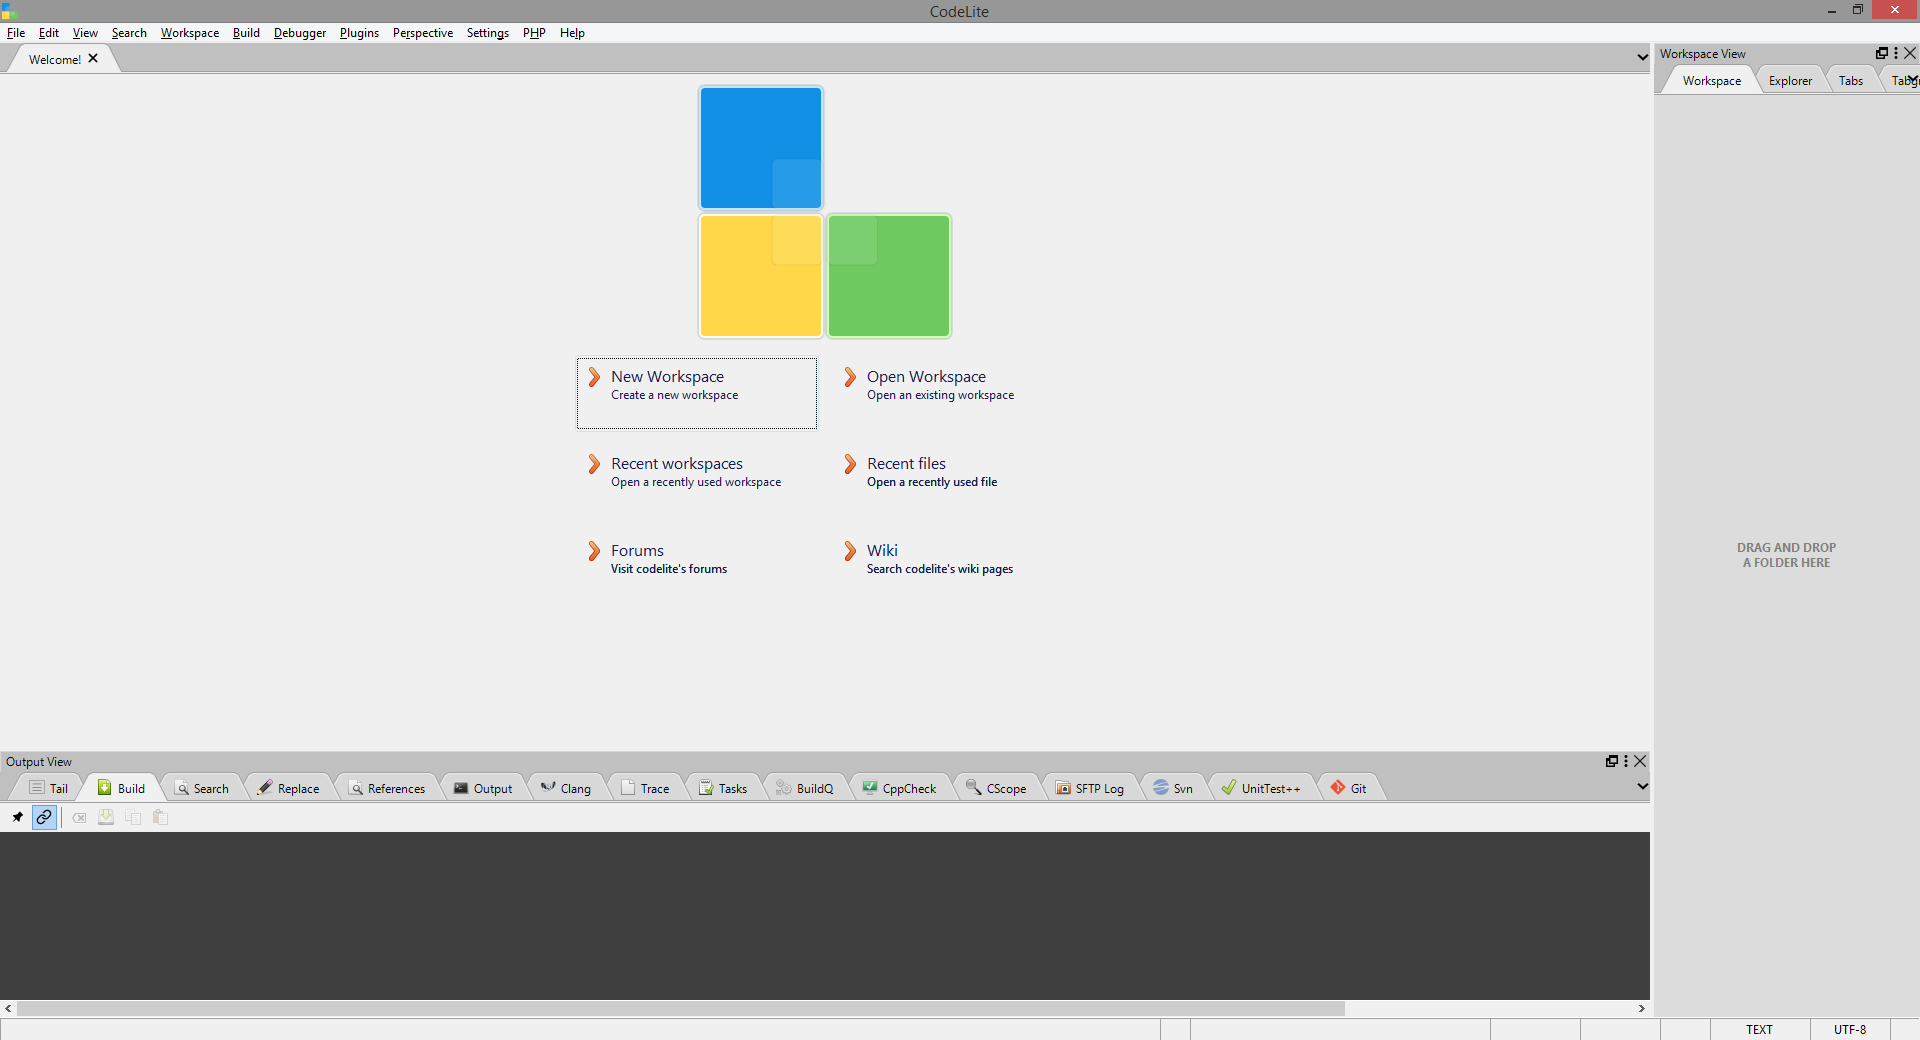 CodeLite
File Edit View Search Workspace Build Debugger Plugins Perspective Settings PHP Help
Welcome!
Workspace View
Workspace Explorer Tabs Tabgr
New Workspace
Create a new workspace
Open Workspace
Open an existing workspace
Recent workspaces
Open a recently used workspace
Recent files
Open a recently used file
Forums
Visit codelite's forums
Wiki
Search codelite's wiki pages
DRAG AND DROP
A FOLDER HERE
Output View
Tail Build Search Replace References Output Clang Trace Tasks BuildQ CppCheck CScope SFTP Log Svn UnitTest++ Git
TEXT UTF-8